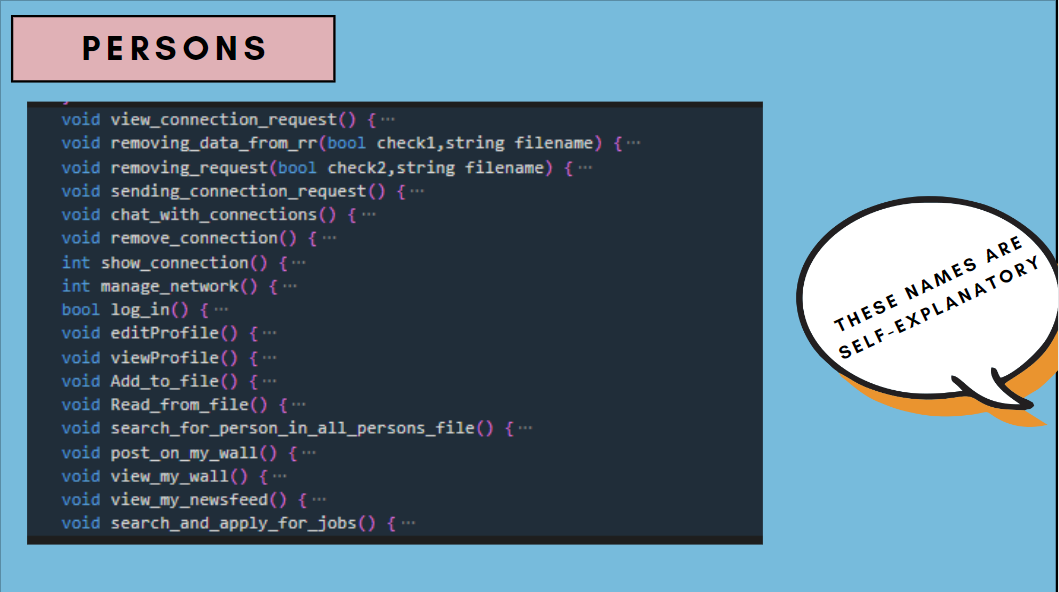 PERSONS
void view_connection_request() { ···
void removing_data_from_rr(bool check1,string filename) { ···
void removing_request(bool check2,string filename) { ···
void sending_connection_request() { ···
void chat_with_connections() { ···
void remove_connection() { ···
int show_connection() { ···
int manage_network() { ···
bool log_in() { ···
void editProfile() { ···
void viewProfile() { ···
void Add_to_file() { ···
void Read_from_file() { ···
void search_for_person_in_all_persons_file() { ···
void post_on_my_wall() { ···
void view_my_wall() { ···
void view_my_newsfeed() { ···
void search_and_apply_for_jobs() { ···
THESE NAMES ARE
SELF-EXPLANATORY